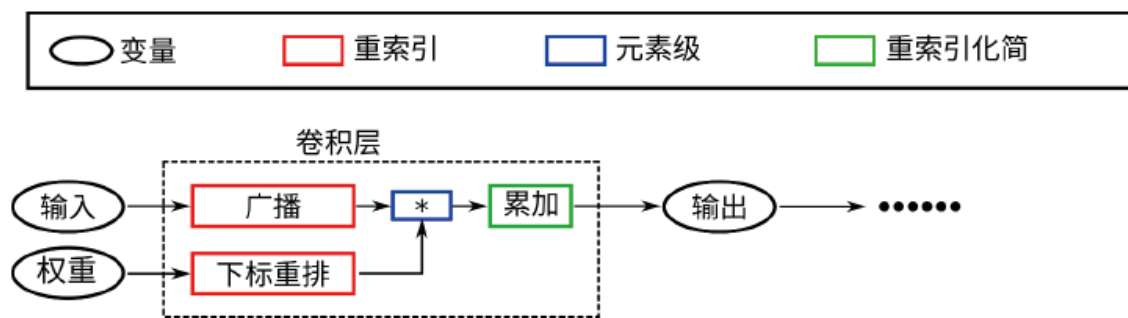 变量 重索引 元素级 重索引化简
卷积层
输入 广播 * 累加 输出 ••••••
权重 下标重排